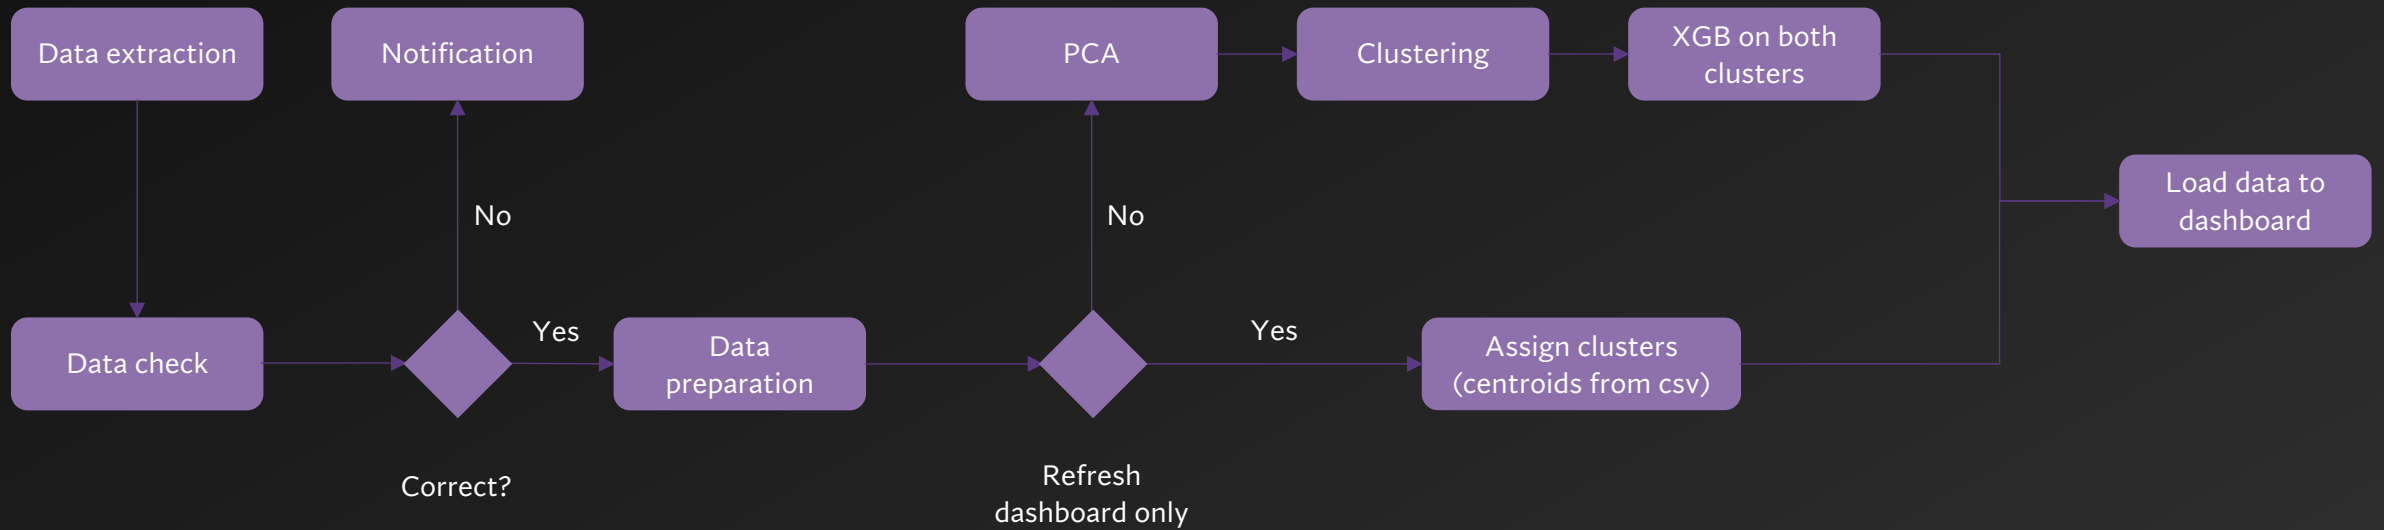 Data extraction
Notification
PCA
Clustering
XGB on both
clusters
Load data to
dashboard
No
No
Data check
Yes
Data
preparation
Yes
Assign clusters
(centroids from csv)
Correct?
Refresh
dashboard only